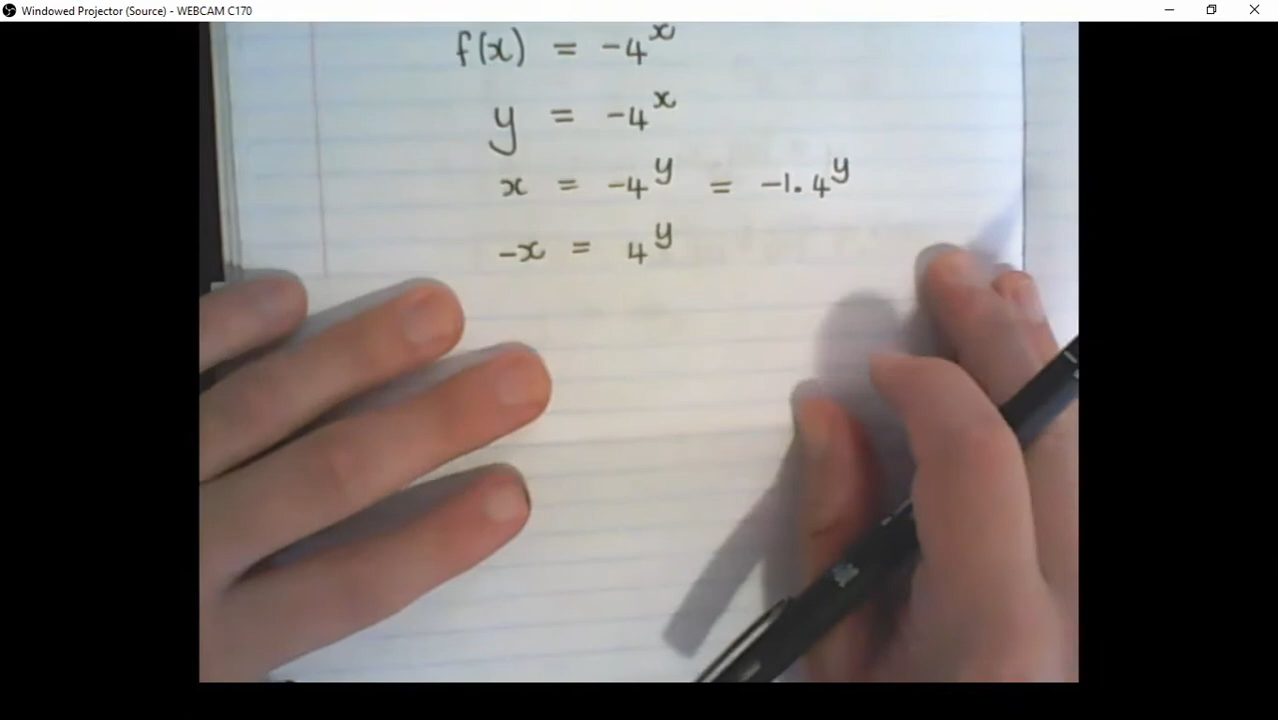 Windowed Projector (Source) - WEBCAM C170
f(x) = -4^x
y = -4^x
x = -4^y = -1.4^y
-x = 4^y